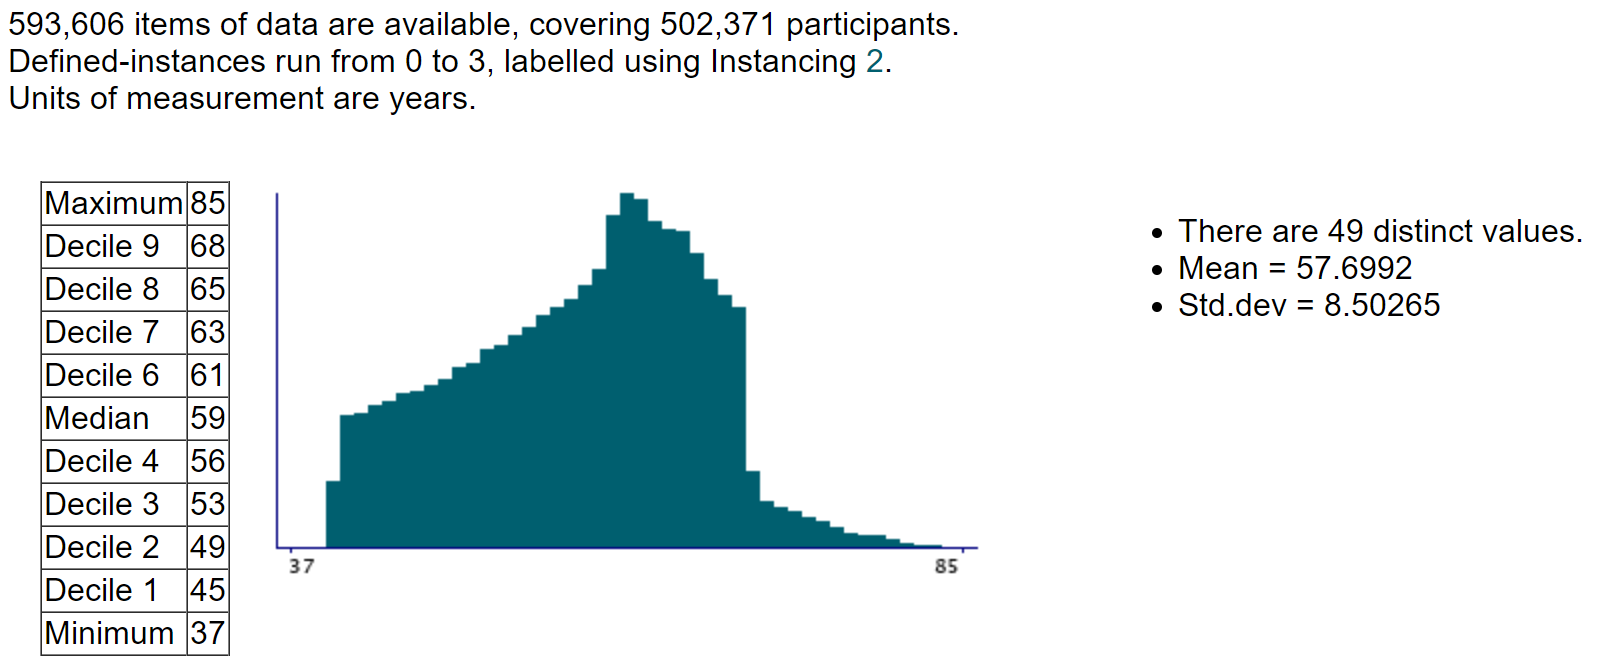 593,606 items of data are available, covering 502,371 participants.
Defined-instances run from 0 to 3, labelled using Instancing 2.
Units of measurement are years.
Maximum 85
Decile 9 68
Decile 8 65
Decile 7 63
Decile 6 61
Median 59
Decile 4 56
Decile 3 53
Decile 2 49
Decile 1 45
Minimum 37
37 85
• There are 49 distinct values.
• Mean = 57.6992
• Std.dev = 8.50265